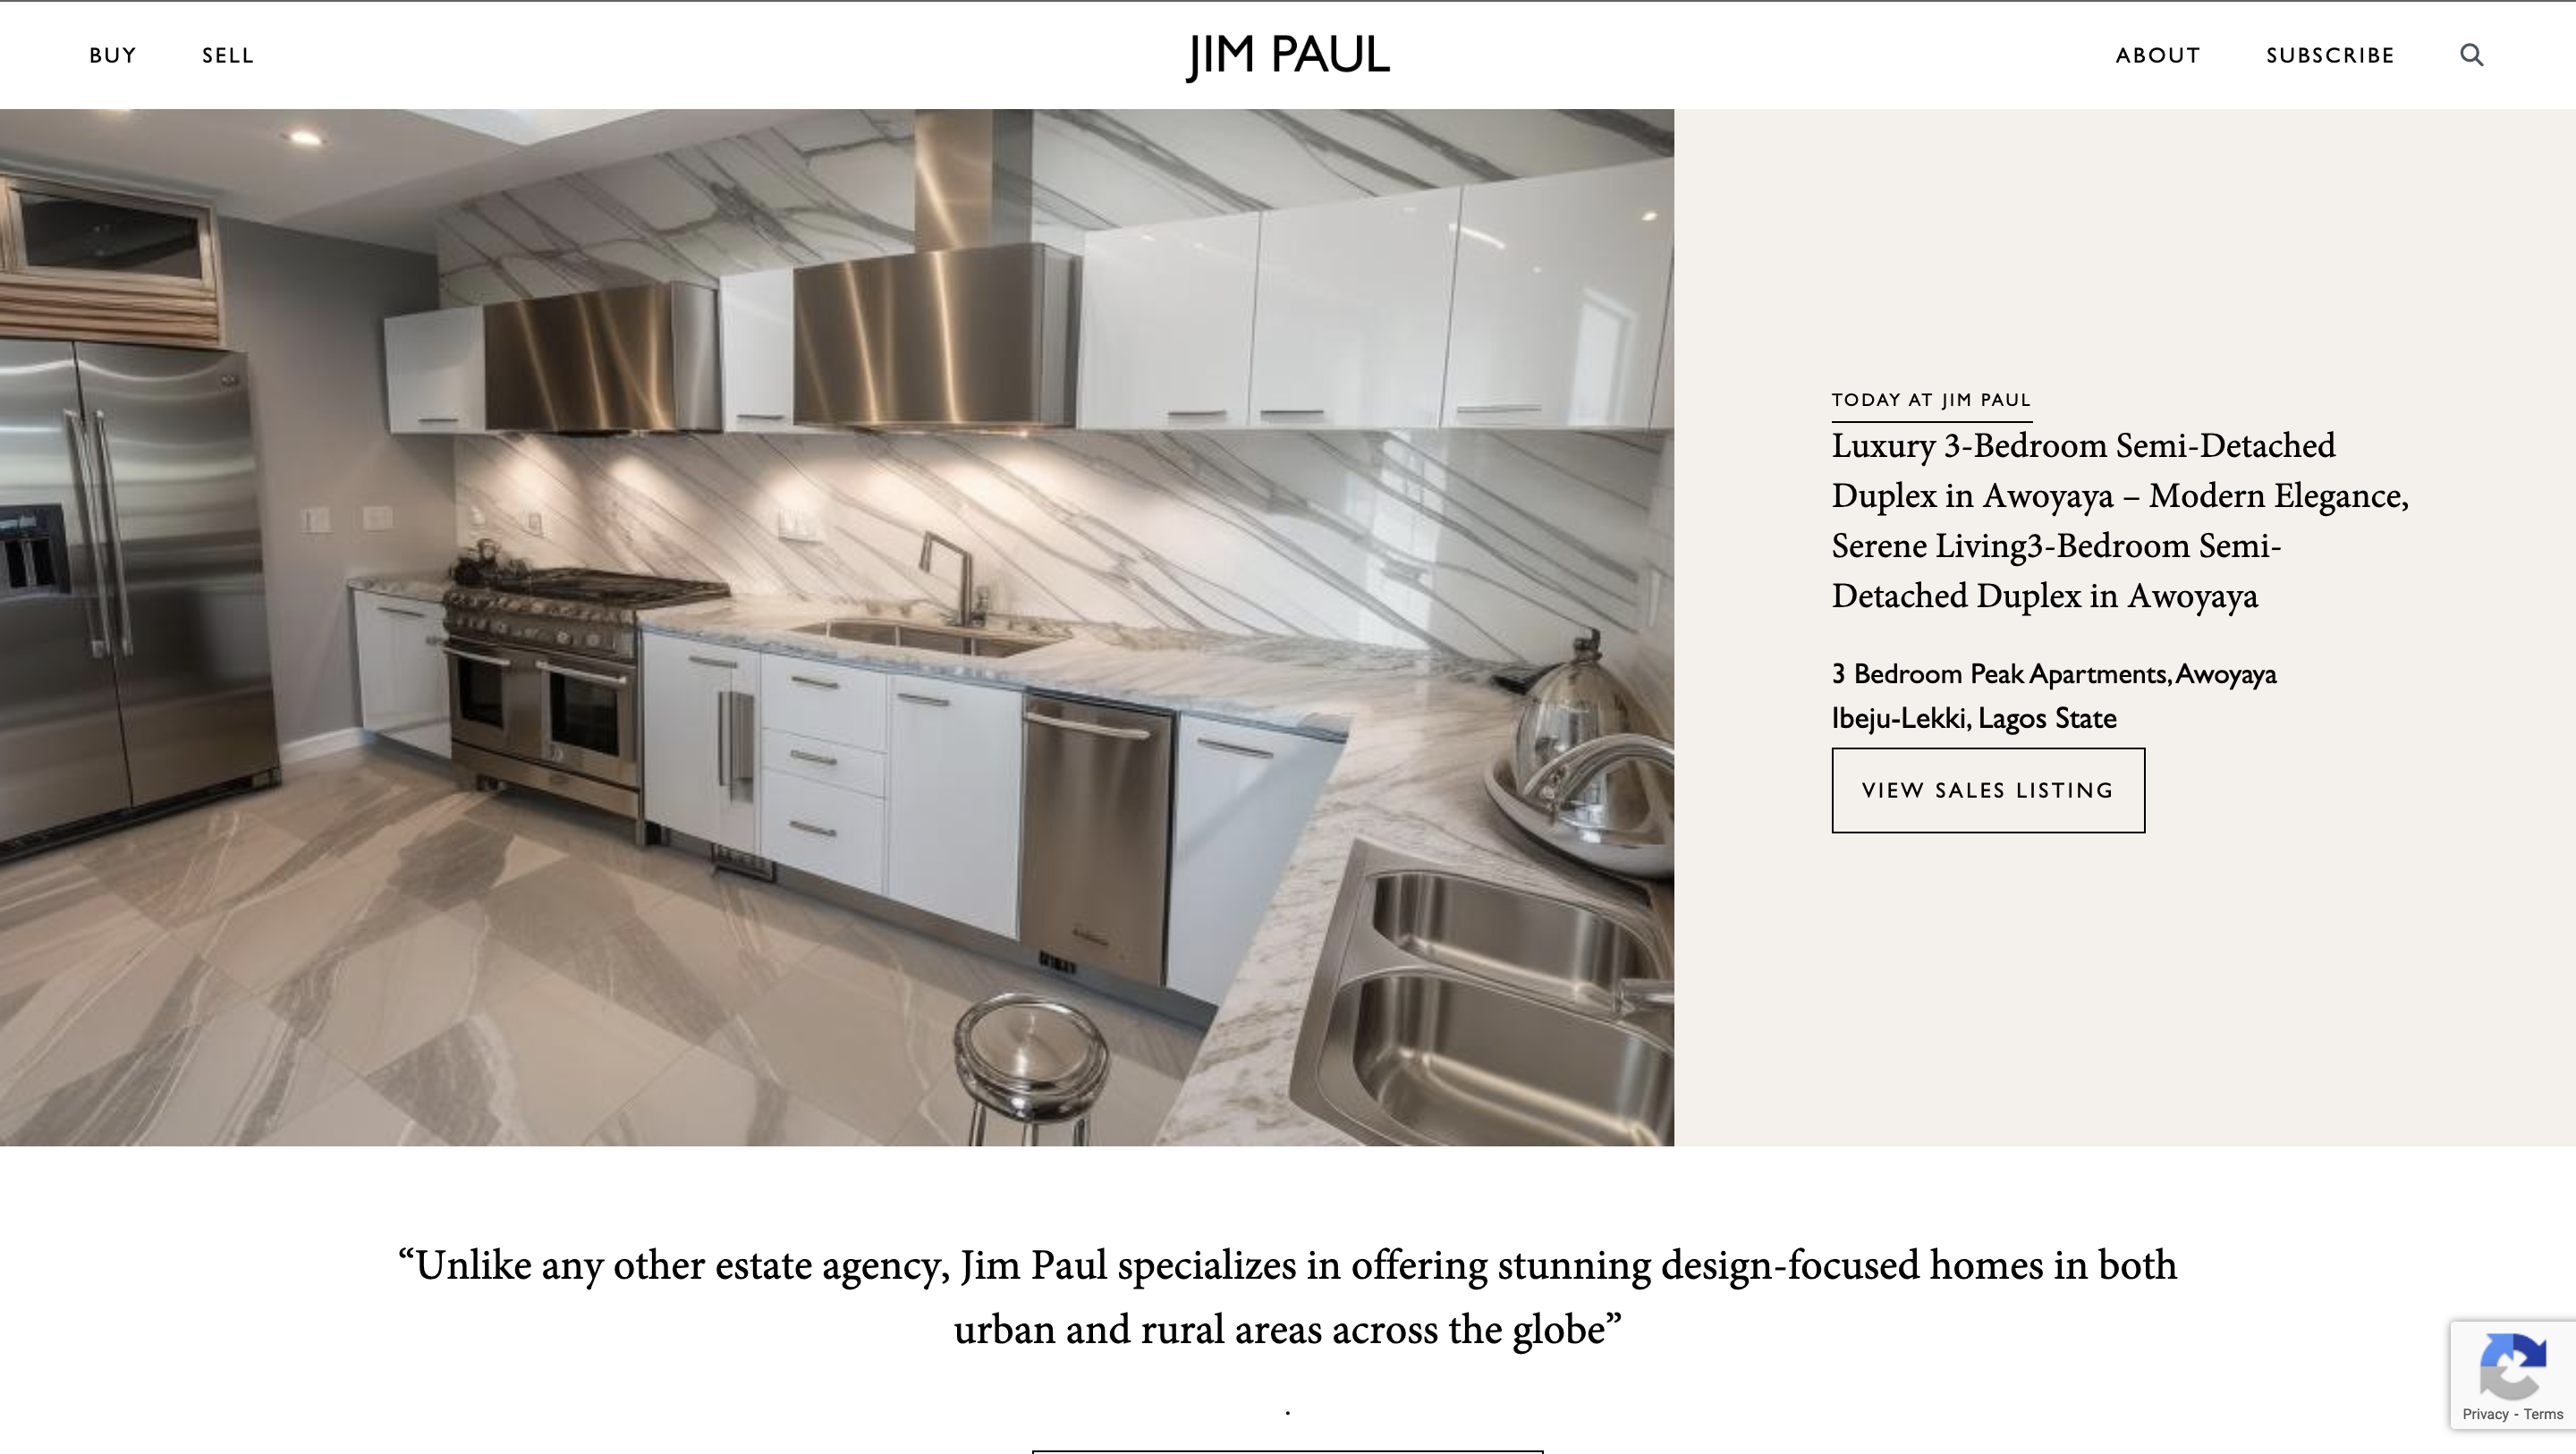 BUY
SELL
JIM PAUL
ABOUT
SUBSCRIBE
TODAY AT JIM PAUL
Luxury 3-Bedroom Semi-Detached
Duplex in Awoyaya – Modern Elegance,
Serene Living3-Bedroom Semi-
Detached Duplex in Awoyaya
3 Bedroom Peak Apartments, Awoyaya
Ibeju-Lekki, Lagos State
VIEW SALES LISTING
“Unlike any other estate agency, Jim Paul specializes in offering stunning design-focused homes in both
urban and rural areas across the globe”
.
Privacy - Terms